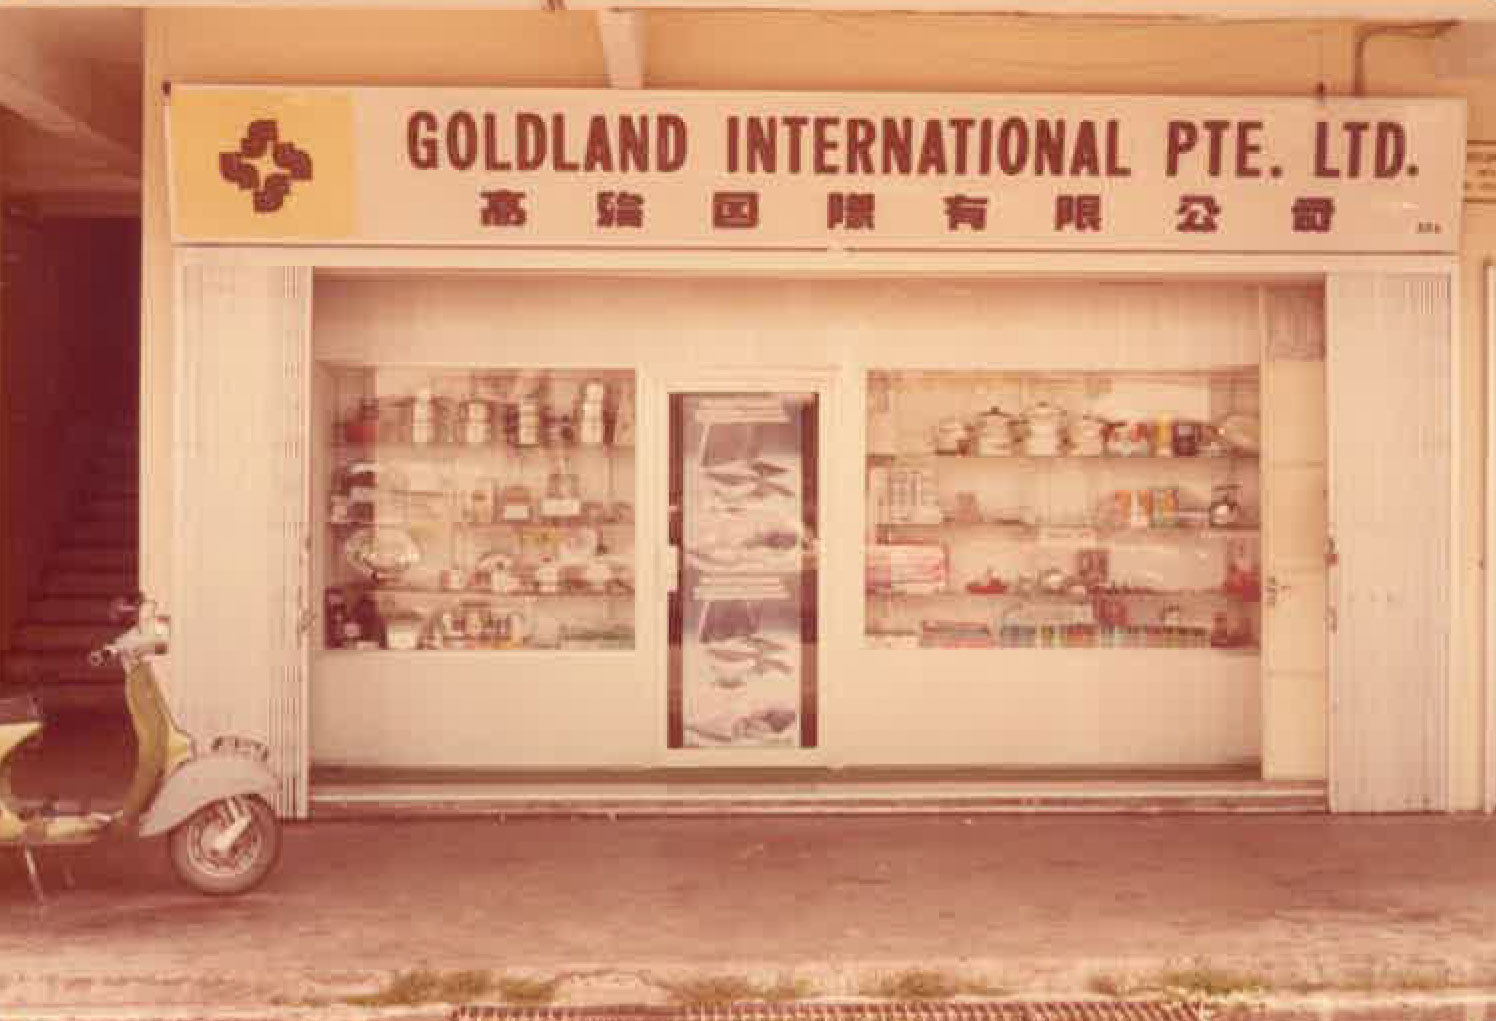 GOLDLAND INTERNATIONAL PTE. LTD.
高 国際有限公司